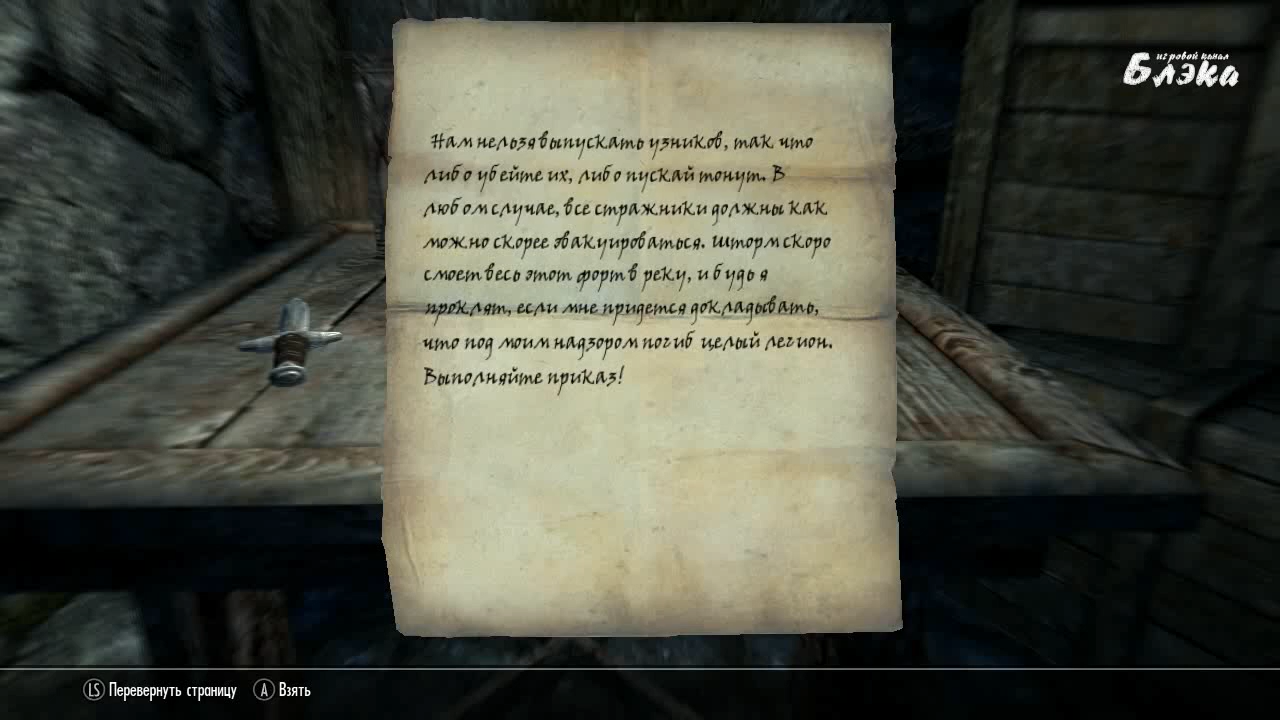 игровой канал
Блэка
Нам нельзя выпускать узников, так что
либо убейте их, либо пускай тонут. В
любом случае, все стражники должны как
можно скорее эвакуироваться. Шторм скоро
смоет весь этот форт в реку, и будь я
проклят, если мне придется докладывать,
что под моим надзором погиб целый легион.
Выполняйте приказ!
LS Перевернуть страницу A Взять